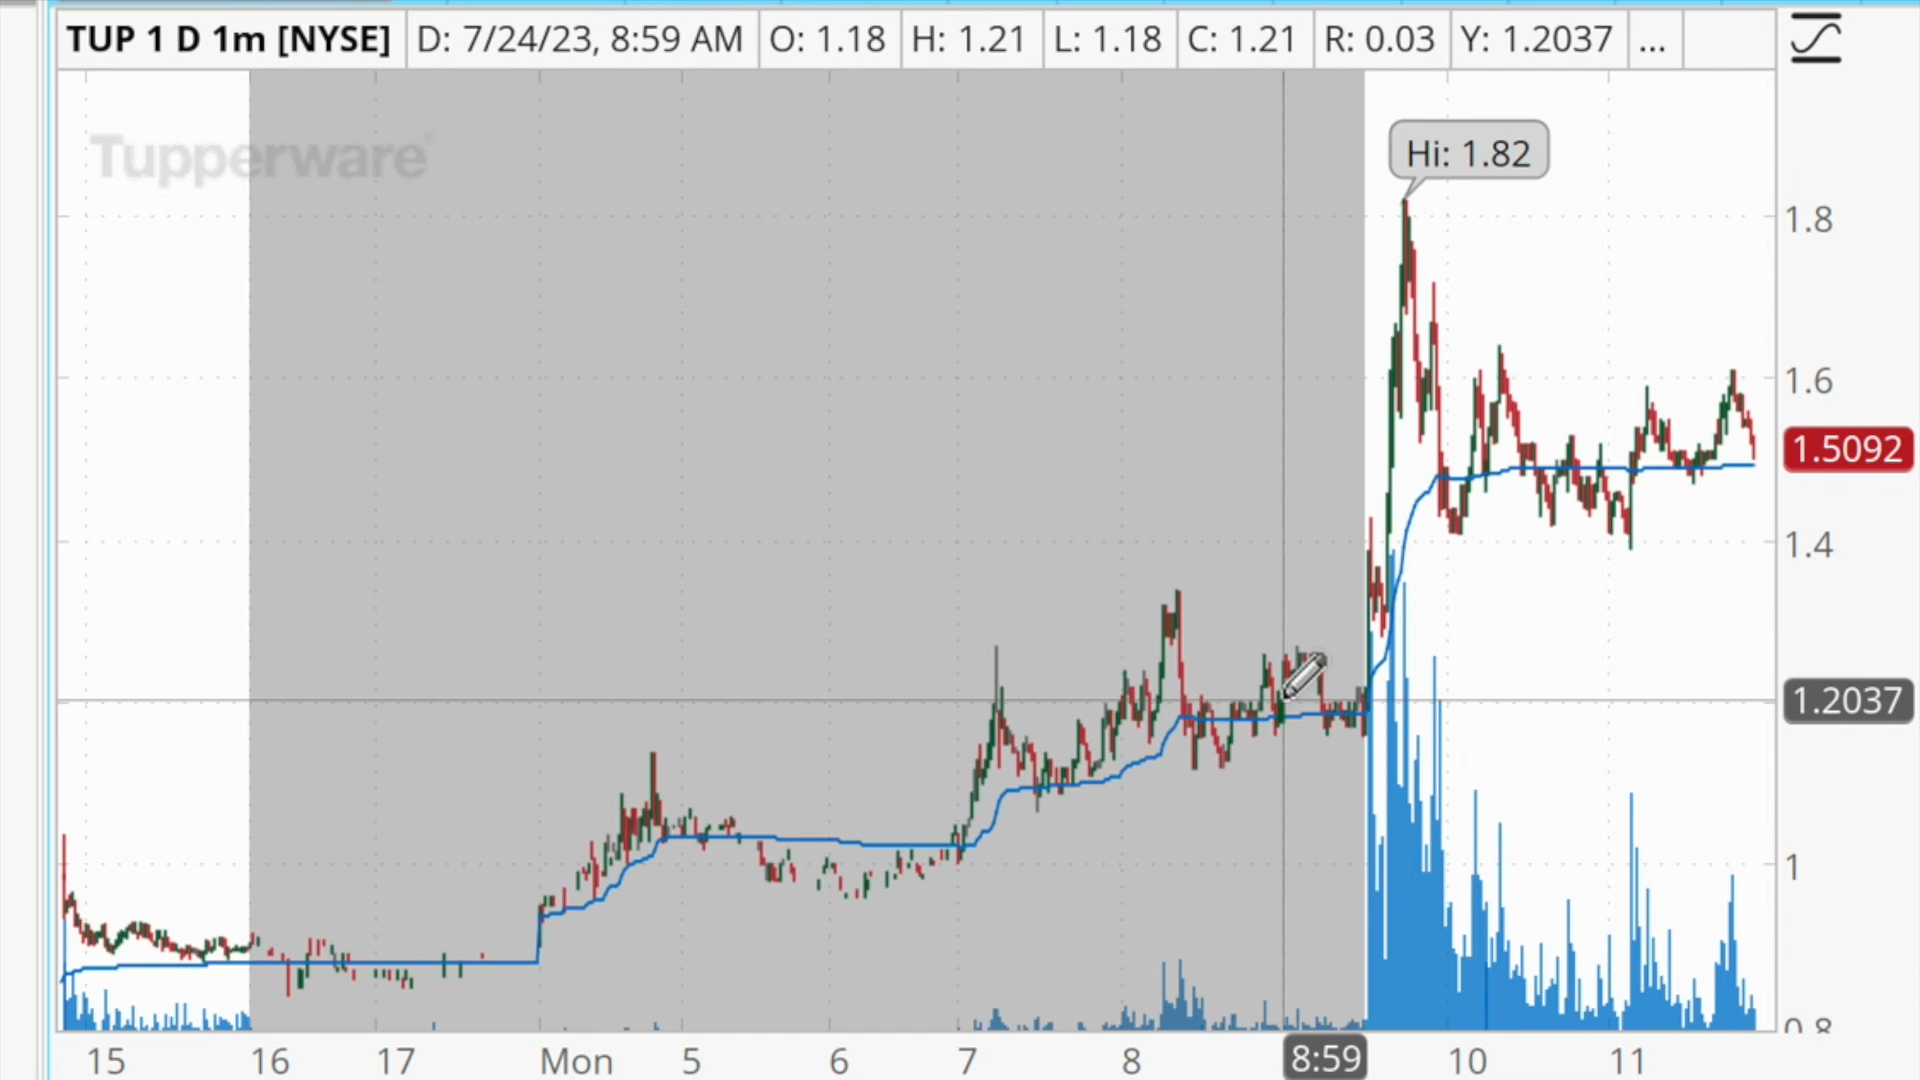 TUP 1 D 1m [NYSE] D: 7/24/23, 8:59 AM O: 1.18 H: 1.21 L: 1.18 C: 1.21 R: 0.03 Y: 1.2037 ...
Tupperware
Hi: 1.82
1.8
1.6
1.5092
1.4
1.2037
1
0.8
15 16 17 Mon 5 6 7 8 8:59 10 11